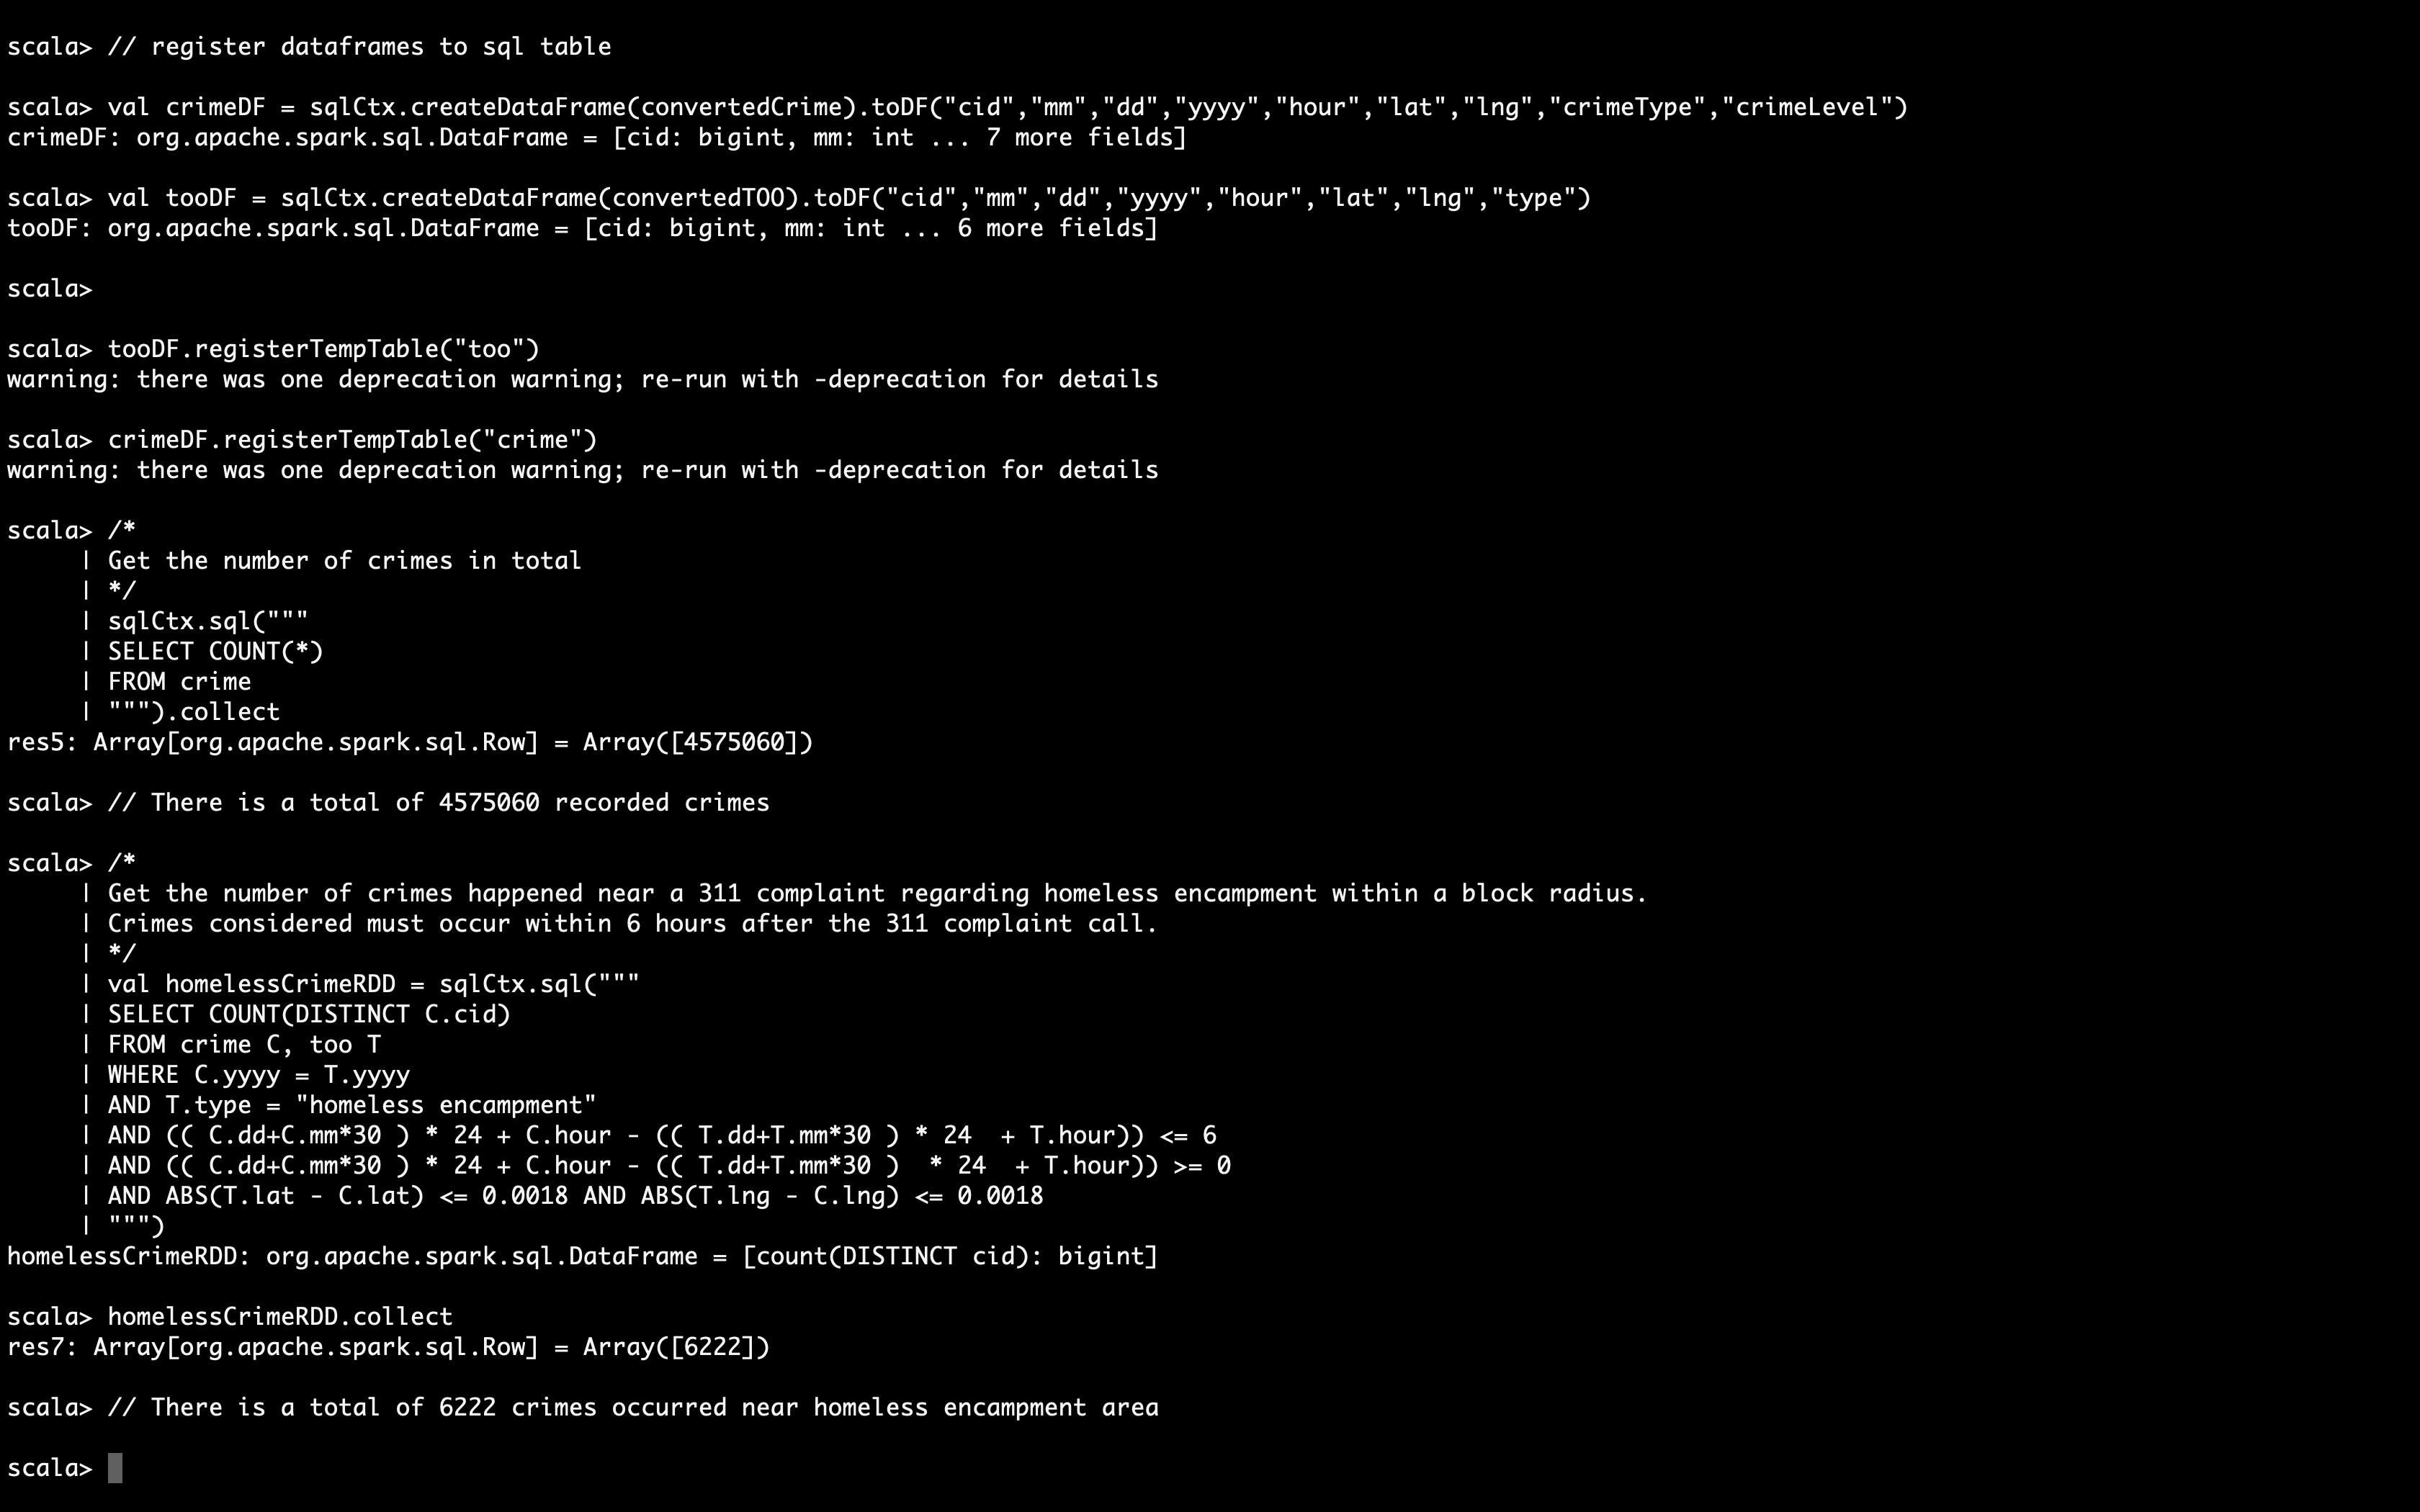 scala> // register dataframes to sql table
scala> val crimeDF = sqlCtx.createDataFrame(convertedCrime).toDF("cid","mm","dd","yyyy","hour","lat","lng","crimeType","crimeLevel")
crimeDF: org.apache.spark.sql.DataFrame = [cid: bigint, mm: int ... 7 more fields]
scala> val tooDF = sqlCtx.createDataFrame(convertedTOO).toDF("cid","mm","dd","yyyy","hour","lat","lng","type")
tooDF: org.apache.spark.sql.DataFrame = [cid: bigint, mm: int ... 6 more fields]
scala>
scala> tooDF.registerTempTable("too")
warning: there was one deprecation warning; re-run with -deprecation for details
scala> crimeDF.registerTempTable("crime")
warning: there was one deprecation warning; re-run with -deprecation for details
scala> /*
     | Get the number of crimes in total
     | */
     | sqlCtx.sql("""
     | SELECT COUNT(*)
     | FROM crime
     | """).collect
res5: Array[org.apache.spark.sql.Row] = Array([4575060])
scala> // There is a total of 4575060 recorded crimes
scala> /*
     | Get the number of crimes happened near a 311 complaint regarding homeless encampment within a block radius.
     | Crimes considered must occur within 6 hours after the 311 complaint call.
     | */
     | val homelessCrimeRDD = sqlCtx.sql("""
     | SELECT COUNT(DISTINCT C.cid)
     | FROM crime C, too T
     | WHERE C.yyyy = T.yyyy
     | AND T.type = "homeless encampment"
     | AND (( C.dd+C.mm*30 ) * 24 + C.hour - (( T.dd+T.mm*30 ) * 24  + T.hour)) <= 6
     | AND (( C.dd+C.mm*30 ) * 24 + C.hour - (( T.dd+T.mm*30 )  * 24  + T.hour)) >= 0
     | AND ABS(T.lat - C.lat) <= 0.0018 AND ABS(T.lng - C.lng) <= 0.0018
     | """)
homelessCrimeRDD: org.apache.spark.sql.DataFrame = [count(DISTINCT cid): bigint]
scala> homelessCrimeRDD.collect
res7: Array[org.apache.spark.sql.Row] = Array([6222])
scala> // There is a total of 6222 crimes occurred near homeless encampment area
scala>